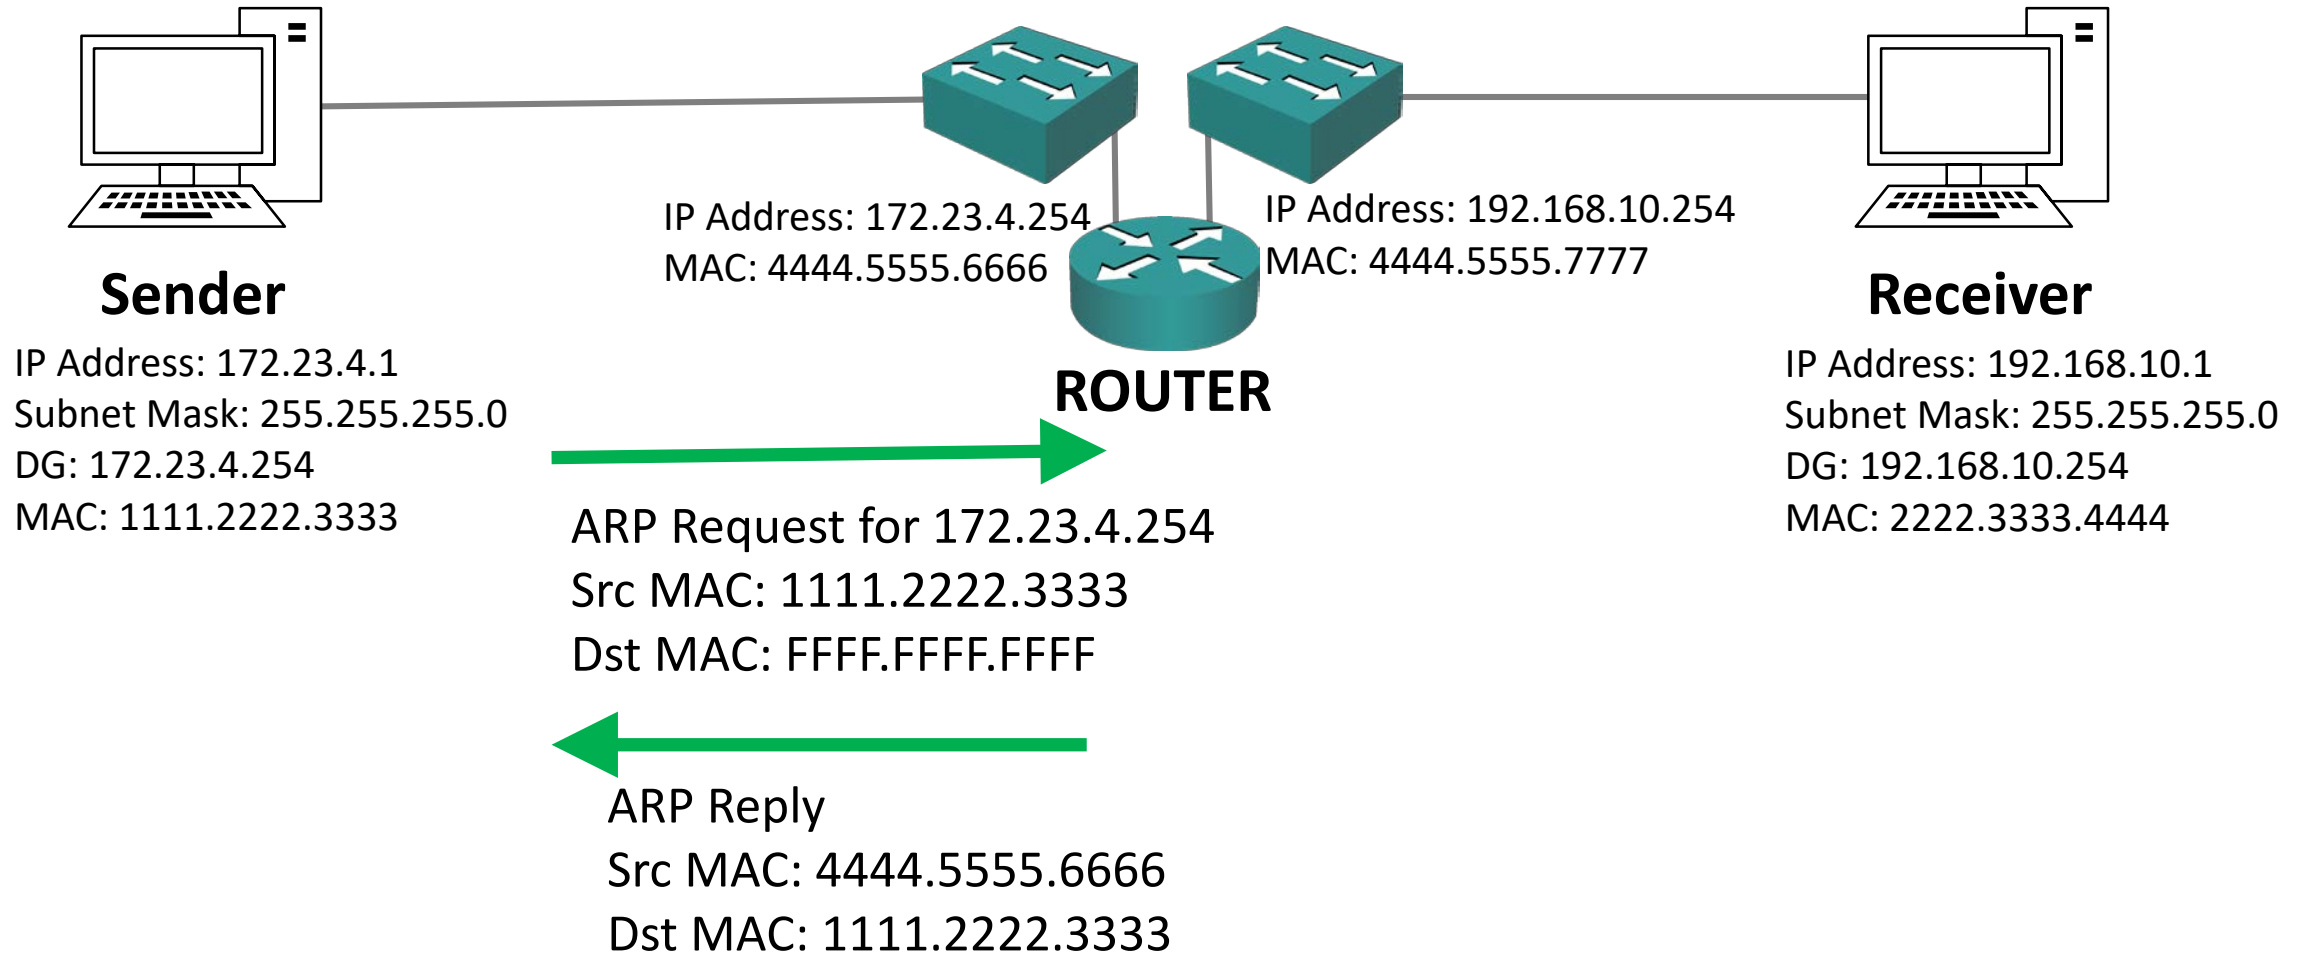 IP Address: 172.23.4.254
MAC: 4444.5555.6666
IP Address: 192.168.10.254
MAC: 4444.5555.7777
Sender
IP Address: 172.23.4.1
Subnet Mask: 255.255.255.0
DG: 172.23.4.254
MAC: 1111.2222.3333
ROUTER
Receiver
IP Address: 192.168.10.1
Subnet Mask: 255.255.255.0
DG: 192.168.10.254
MAC: 2222.3333.4444
ARP Request for 172.23.4.254
Src MAC: 1111.2222.3333
Dst MAC: FFFF.FFFF.FFFF
ARP Reply
Src MAC: 4444.5555.6666
Dst MAC: 1111.2222.3333